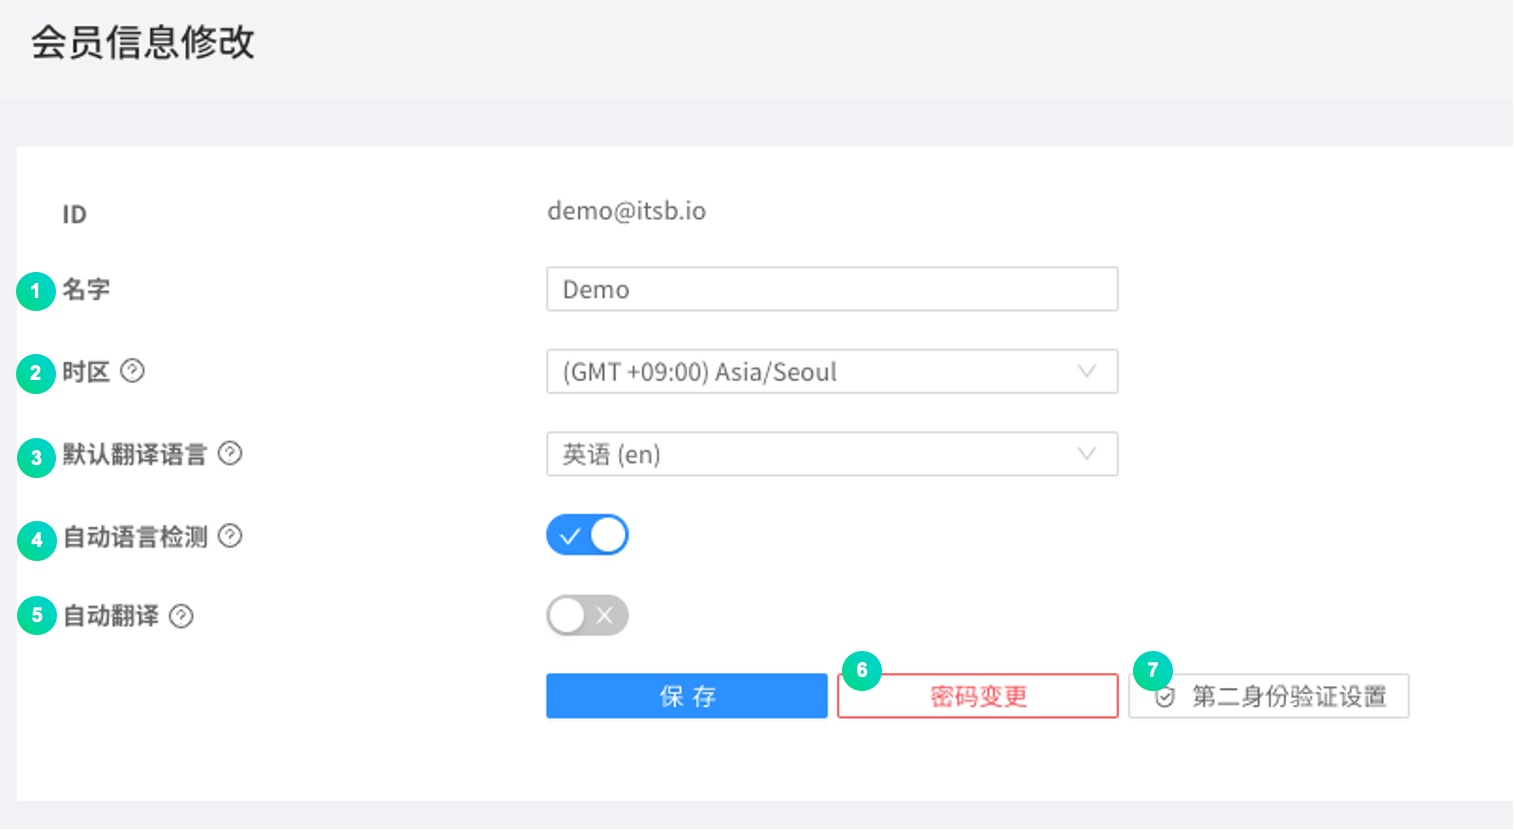 会员信息修改
ID demo@itsb.io
1 名字 Demo
2 时区 (GMT +09:00) Asia/Seoul
3 默认翻译语言 英语 (en)
4 自动语言检测
5 自动翻译
保 存 6 密码变更 7 第二身份验证设置